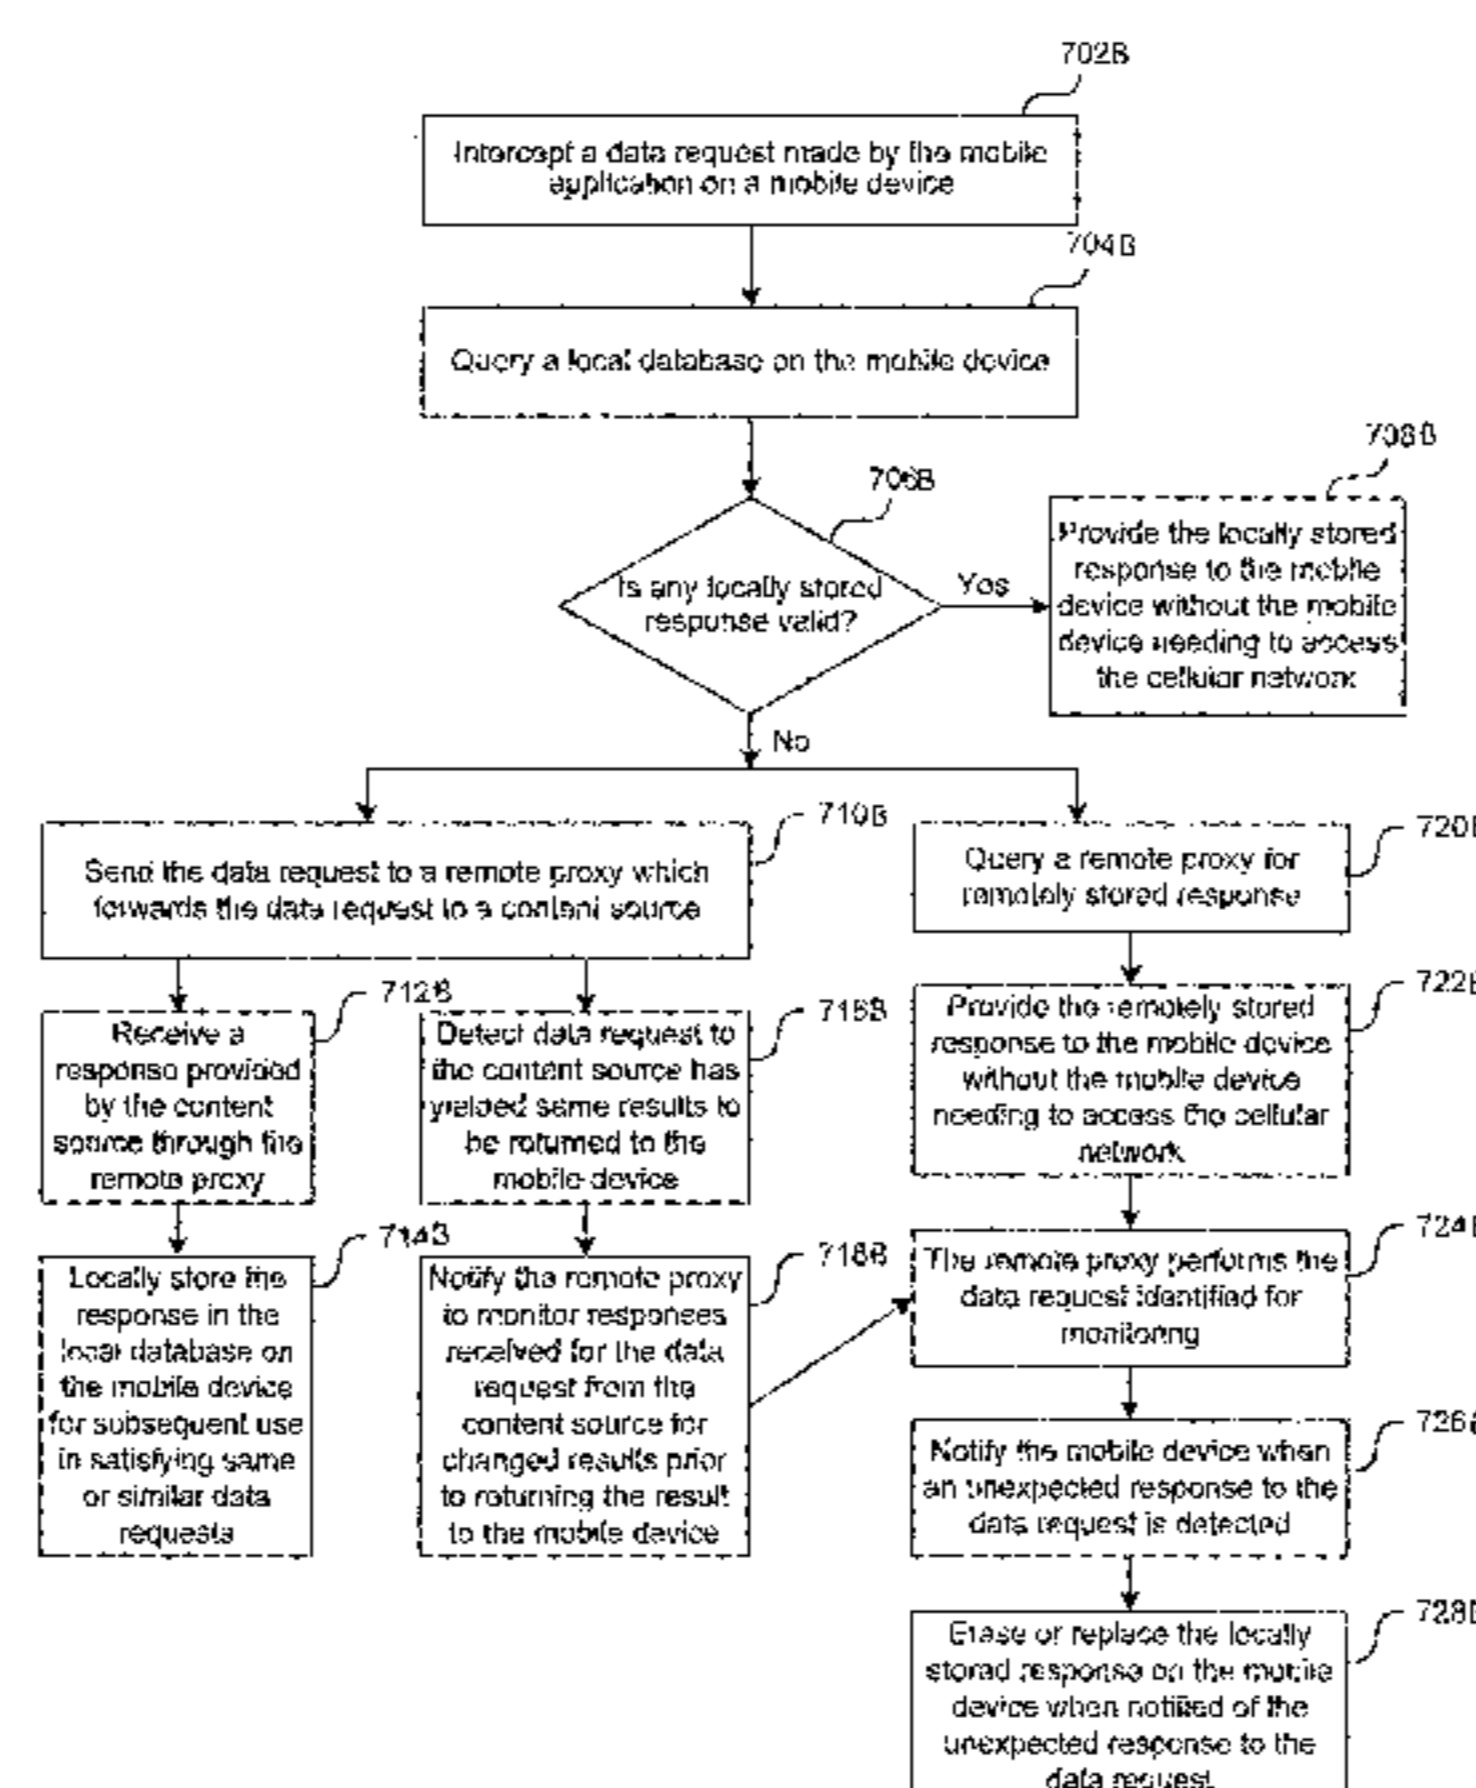 702B
Intercept a data request made by the mobile
application on a mobile device
704B
Query a local database on the mobile device
706B
Is any locally stored
response valid?
Yes
708B
Provide the locally stored
response to the mobile
device without the mobile
device needing to access
the cellular network
No
710B
Send the data request to a remote proxy which
forwards the data request to a content source
712B
Receive a
response provided
by the content
source through the
remote proxy
714B
Locally store the
response in the
local database on
the mobile device
for subsequent use
in satisfying same
or similar data
requests
716B
Detect data request to
the content source has
yielded same results to
be returned to the
mobile device
718B
Notify the remote proxy
to monitor responses
received for the data
request from the
content source for
changed results prior
to returning the result
to the mobile device
720B
Query a remote proxy for
remotely stored response
722B
Provide the remotely stored
response to the mobile device
without the mobile device
needing to access the cellular
network
724B
The remote proxy performs the
data request identified for
monitoring
726B
Notify the mobile device when
an unexpected response to the
data request is detected
728B
Erase or replace the locally
stored response on the mobile
device when notified of the
unexpected response to the
data request